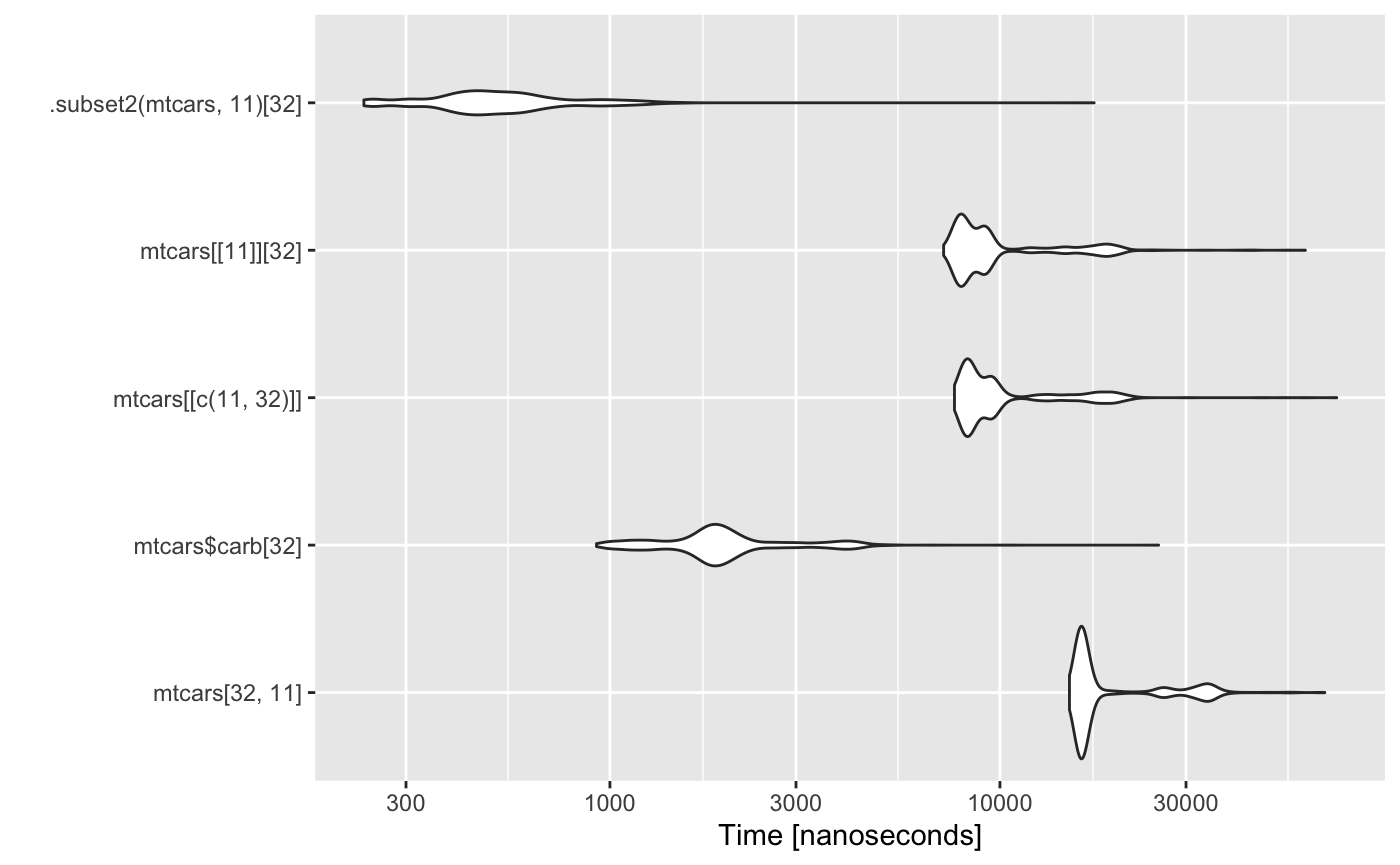 .subset2(mtcars, 11)[32]
mtcars[[11]][32]
mtcars[[c(11, 32)]]
mtcars$carb[32]
mtcars[32, 11]
300 1000 3000 10000 30000
Time [nanoseconds]